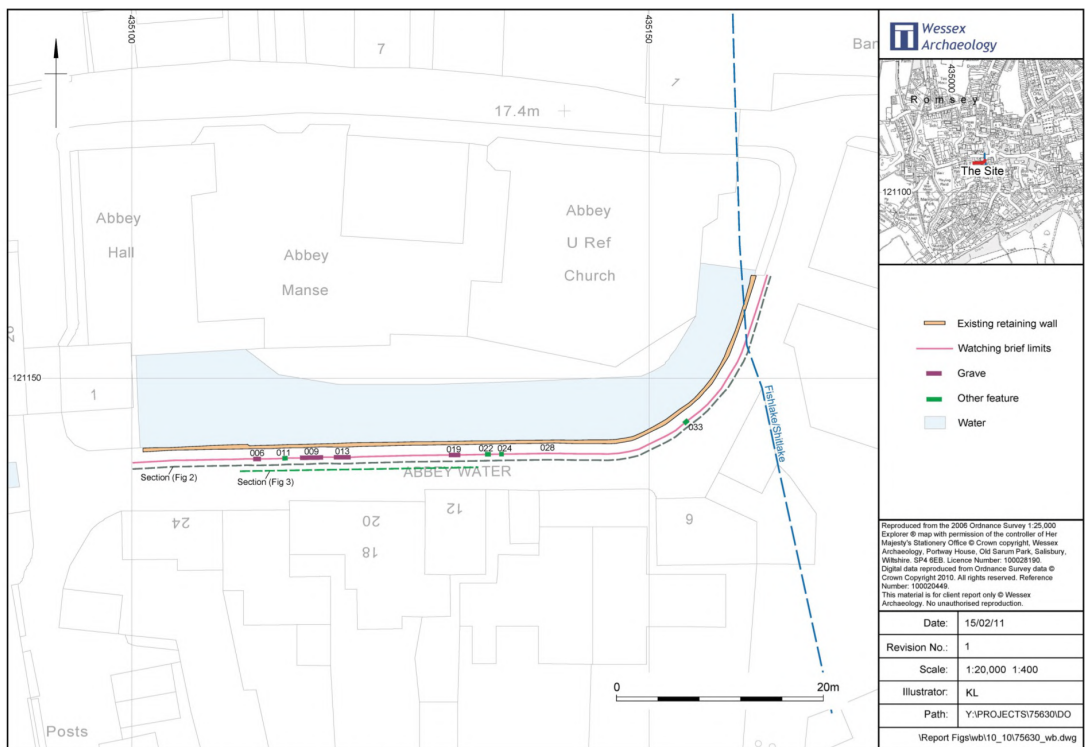 435100
435150
7
1
Bar
17.4m
Abbey
Hall
Abbey
Manse
Abbey
U Ref
Church
121150
1
Fishlake/Shitlake
006
011
009
013
019
022
024
028
033
Section (Fig 2)
Section (Fig 3)
ABBEY WATER
24
20
18
12
6
0
20m
Posts
Wessex
Archaeology
435000
Romsey
The Site
121100
Existing retaining wall
Watching brief limits
Grave
Other feature
Water
Reproduced from the 2006 Ordnance Survey 1:25,000
Explorer ® map with permission of the controller of Her
Majesty's Stationery Office © Crown copyright, Wessex
Archaeology, Portway House, Old Sarum Park, Salisbury,
Wiltshire. SP4 6EB. Licence Number: 100028190.
Digital data reproduced from Ordnance Survey data ©
Crown Copyright 2010. All rights reserved. Reference
Number: 100020449.
This material is for client report only © Wessex
Archaeology. No unauthorised reproduction.
Date: 15/02/11
Revision No.: 1
Scale: 1:20,000 1:400
Illustrator: KL
Path: Y:\PROJECTS\75630\DO
\Report Figs\wb\10_10\75630_wb.dwg